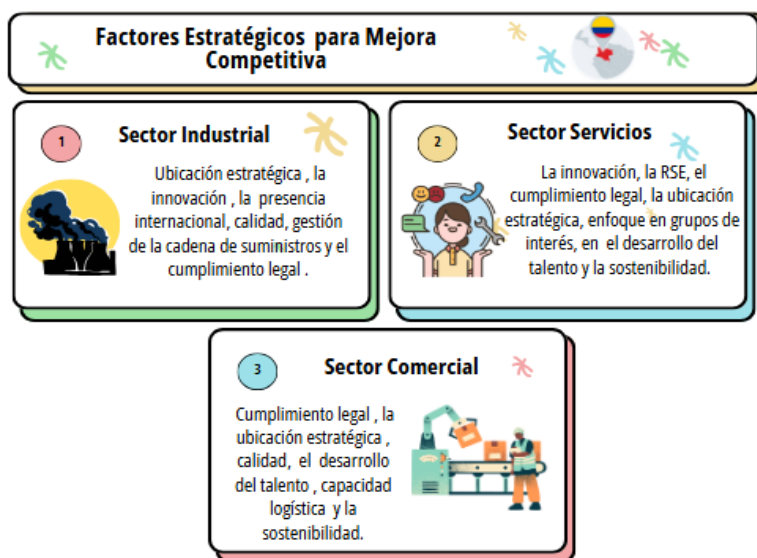 Factores Estratégicos para Mejora
Competitiva
1
Sector Industrial
Ubicación estratégica , la
innovación , la presencia
internacional, calidad, gestión
de la cadena de suministros y el
cumplimiento legal .
2
Sector Servicios
La innovación, la RSE, el
cumplimiento legal, la ubicación
estratégica, enfoque en grupos de
interés, en el desarrollo del
talento y la sostenibilidad.
3
Sector Comercial
Cumplimiento legal , la
ubicación estratégica ,
calidad, el desarrollo
del talento , capacidad
logística y la
sostenibilidad.